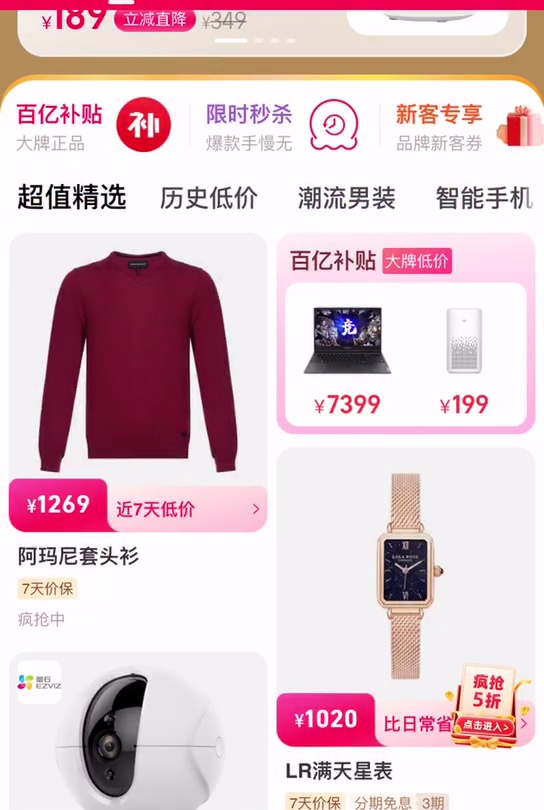 ¥189 立减直降 ¥349
百亿补贴
大牌正品
补
限时秒杀
爆款手慢无
新客专享
品牌新客券
超值精选 历史低价 潮流男装 智能手机
¥1269 近7天低价
阿玛尼套头衫
7天价保
疯抢中
萤石
EZVIZ
百亿补贴 大牌低价
竞
¥7399 ¥199
LOLA ROSE
¥1020 比日常省
疯抢
5折
点击进入>
LR满天星表
7天价保 分期免息 3期